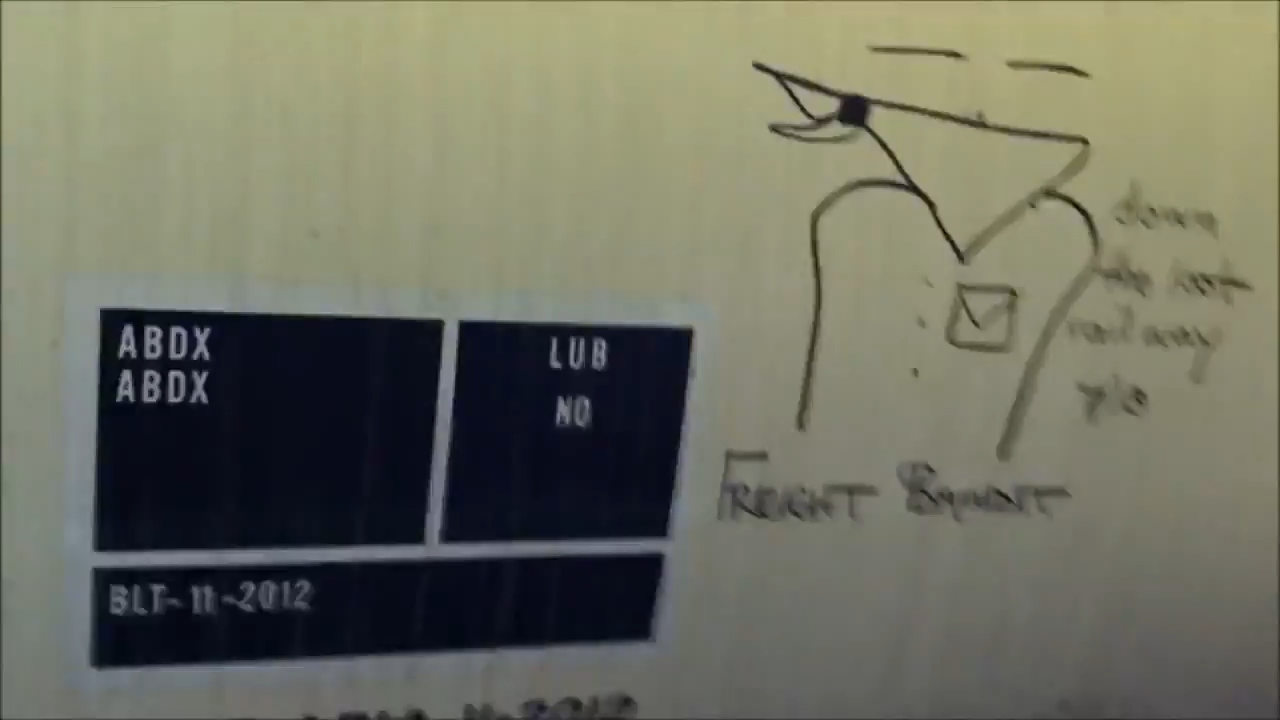 ABDX
ABDX
LUB
NO
BLT-11-2012
down
the lost
railway
FREIGHT